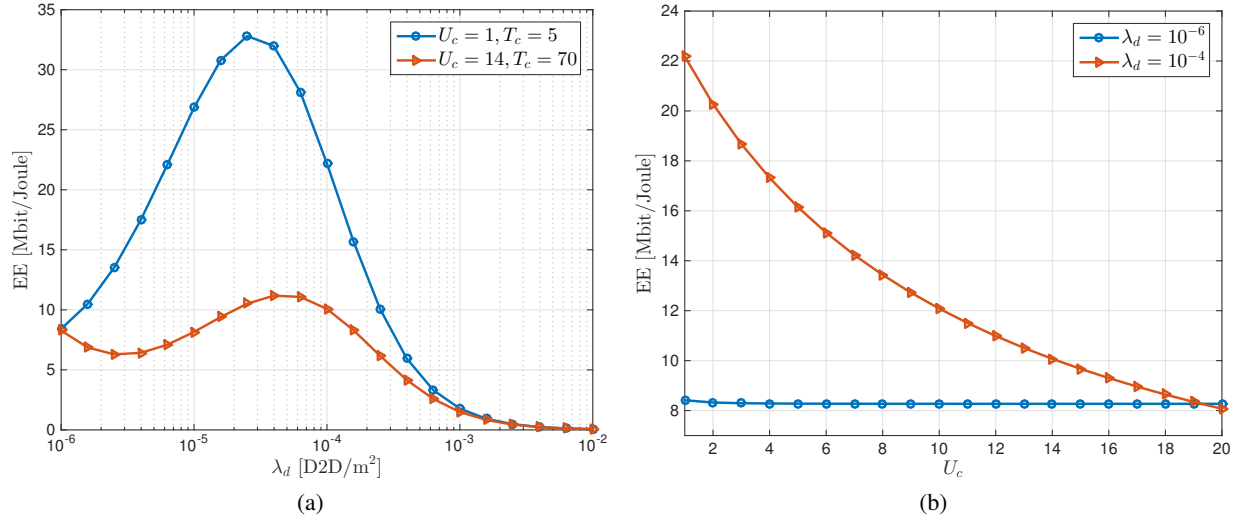 35
30
25
20
15
10
5
0
EE [Mbit/Joule]
U_c = 1, T_c = 5
U_c = 14, T_c = 70
10^-6
10^-5
10^-4
10^-3
10^-2
λ_d [D2D/m^2]
(a)
24
22
20
18
16
14
12
10
8
EE [Mbit/Joule]
λ_d = 10^-6
λ_d = 10^-4
2 4 6 8 10 12 14 16 18 20
U_c
(b)